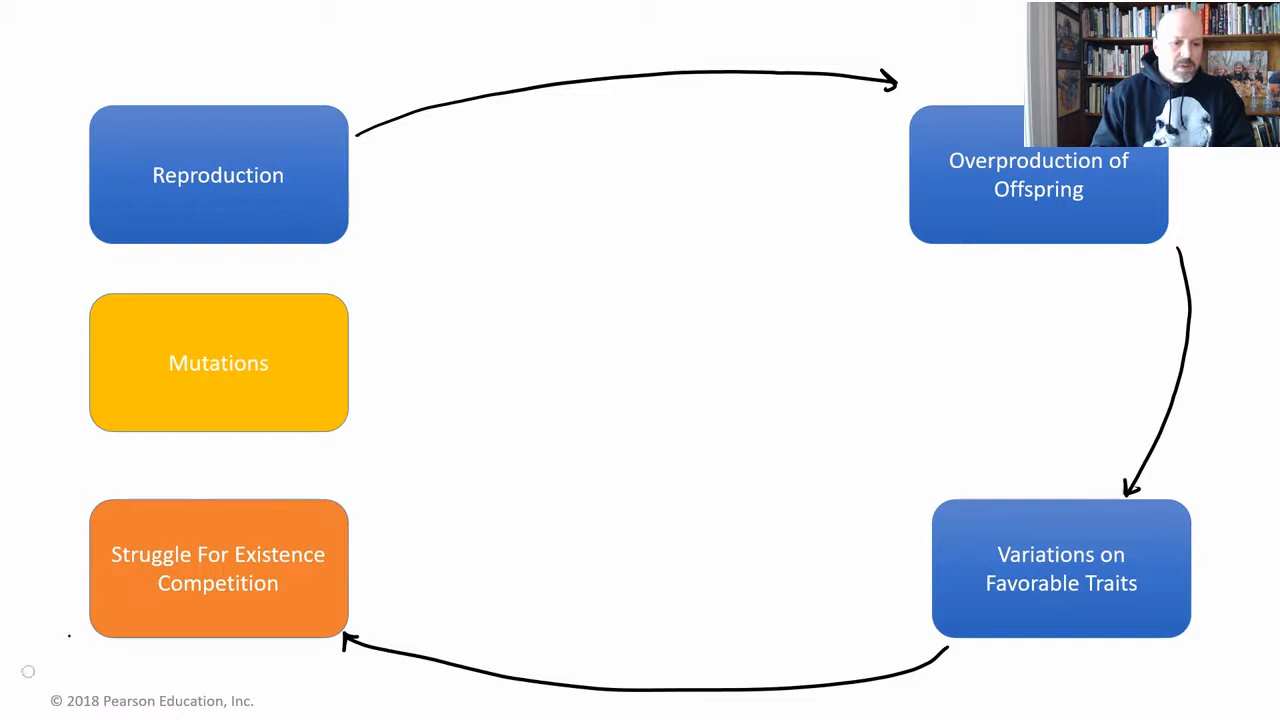 Reproduction
Overproduction of
Offspring
Mutations
Struggle For Existence
Competition
Variations on
Favorable Traits
© 2018 Pearson Education, Inc.